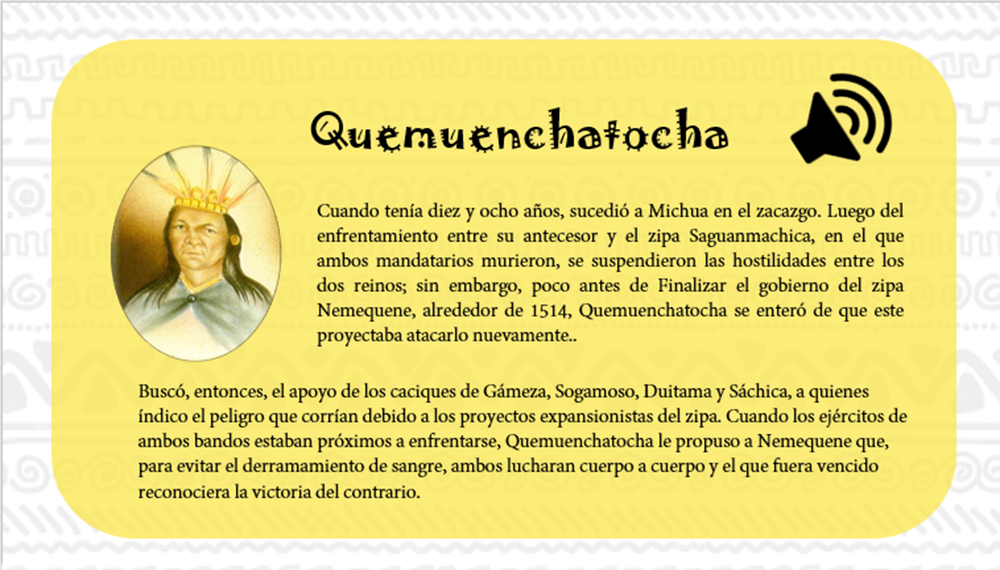 Quemuenchatocha
Cuando tenía diez y ocho años, sucedió a Michua en el zacazgo. Luego del
enfrentamiento entre su antecesor y el zipa Saguanmachica, en el que
ambos mandatarios murieron, se suspendieron las hostilidades entre los
dos reinos; sin embargo, poco antes de Finalizar el gobierno del zipa
Nemequene, alrededor de 1514, Quemuenchatocha se enteró de que este
proyectaba atacarlo nuevamente..
Buscó, entonces, el apoyo de los caciques de Gámeza, Sogamoso, Duitama y Sáchica, a quienes
índico el peligro que corrían debido a los proyectos expansionistas del zipa. Cuando los ejércitos de
ambos bandos estaban próximos a enfrentarse, Quemuenchatocha le propuso a Nemequene que,
para evitar el derramamiento de sangre, ambos lucharan cuerpo a cuerpo y el que fuera vencido
reconociera la victoria del contrario.